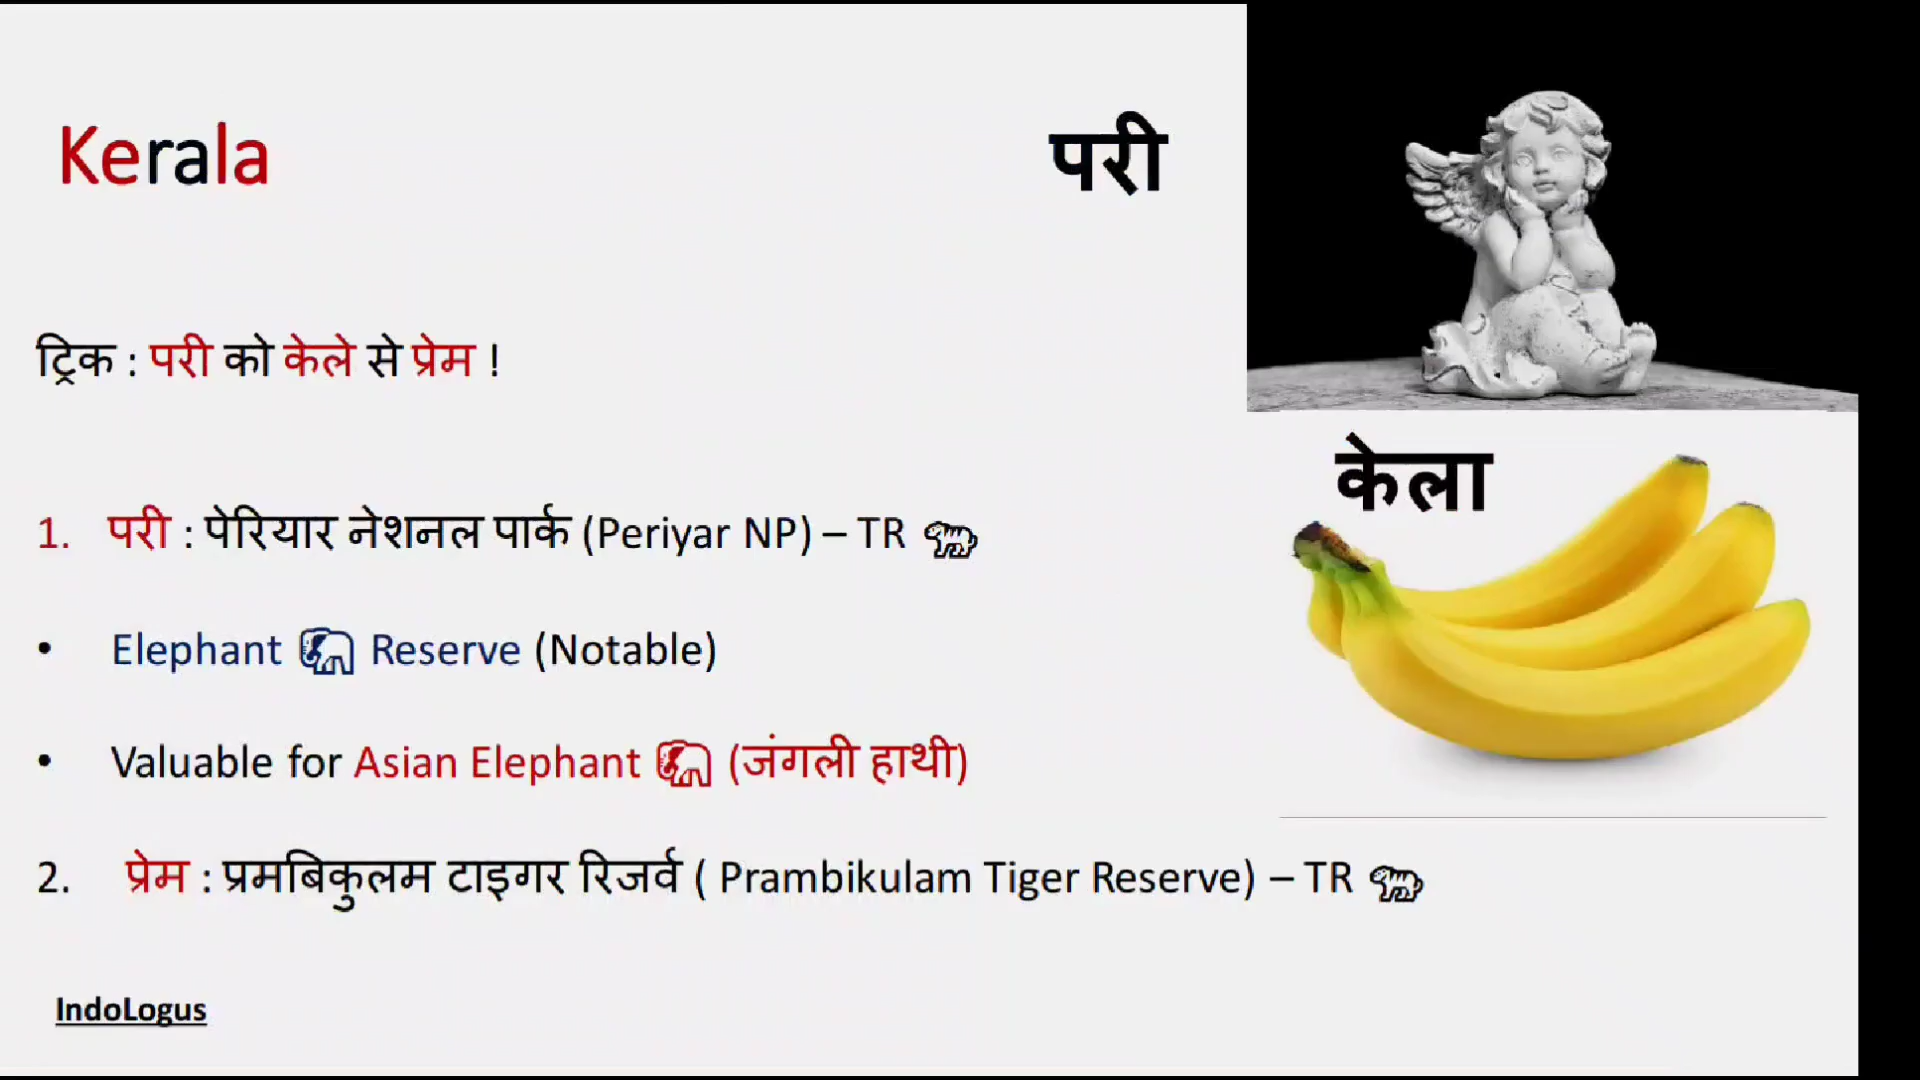 Kerala
परी
ट्रिक : परी को केले से प्रेम !
केला
1. परी : पेरियार नेशनल पार्क (Periyar NP) – TR
• Elephant Reserve (Notable)
• Valuable for Asian Elephant (जंगली हाथी)
2. प्रेम : प्रमबिकुलम टाइगर रिजर्व ( Prambikulam Tiger Reserve) – TR
IndoLogus